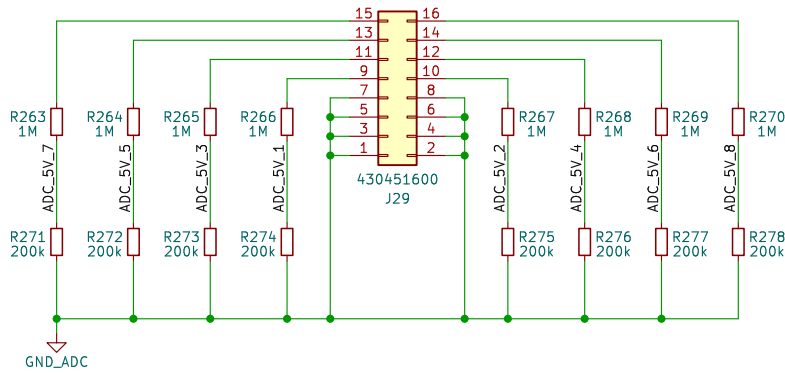 15 16
13 14
11 12
9 10
7 8
5 6
3 4
1 2
R263 1M
R264 1M
R265 1M
R266 1M
R267 1M
R268 1M
R269 1M
R270 1M
ADC_5V_7
ADC_5V_5
ADC_5V_3
ADC_5V_1
ADC_5V_2
ADC_5V_4
ADC_5V_6
ADC_5V_8
430451600
J29
R271 200k
R272 200k
R273 200k
R274 200k
R275 200k
R276 200k
R277 200k
R278 200k
GND_ADC